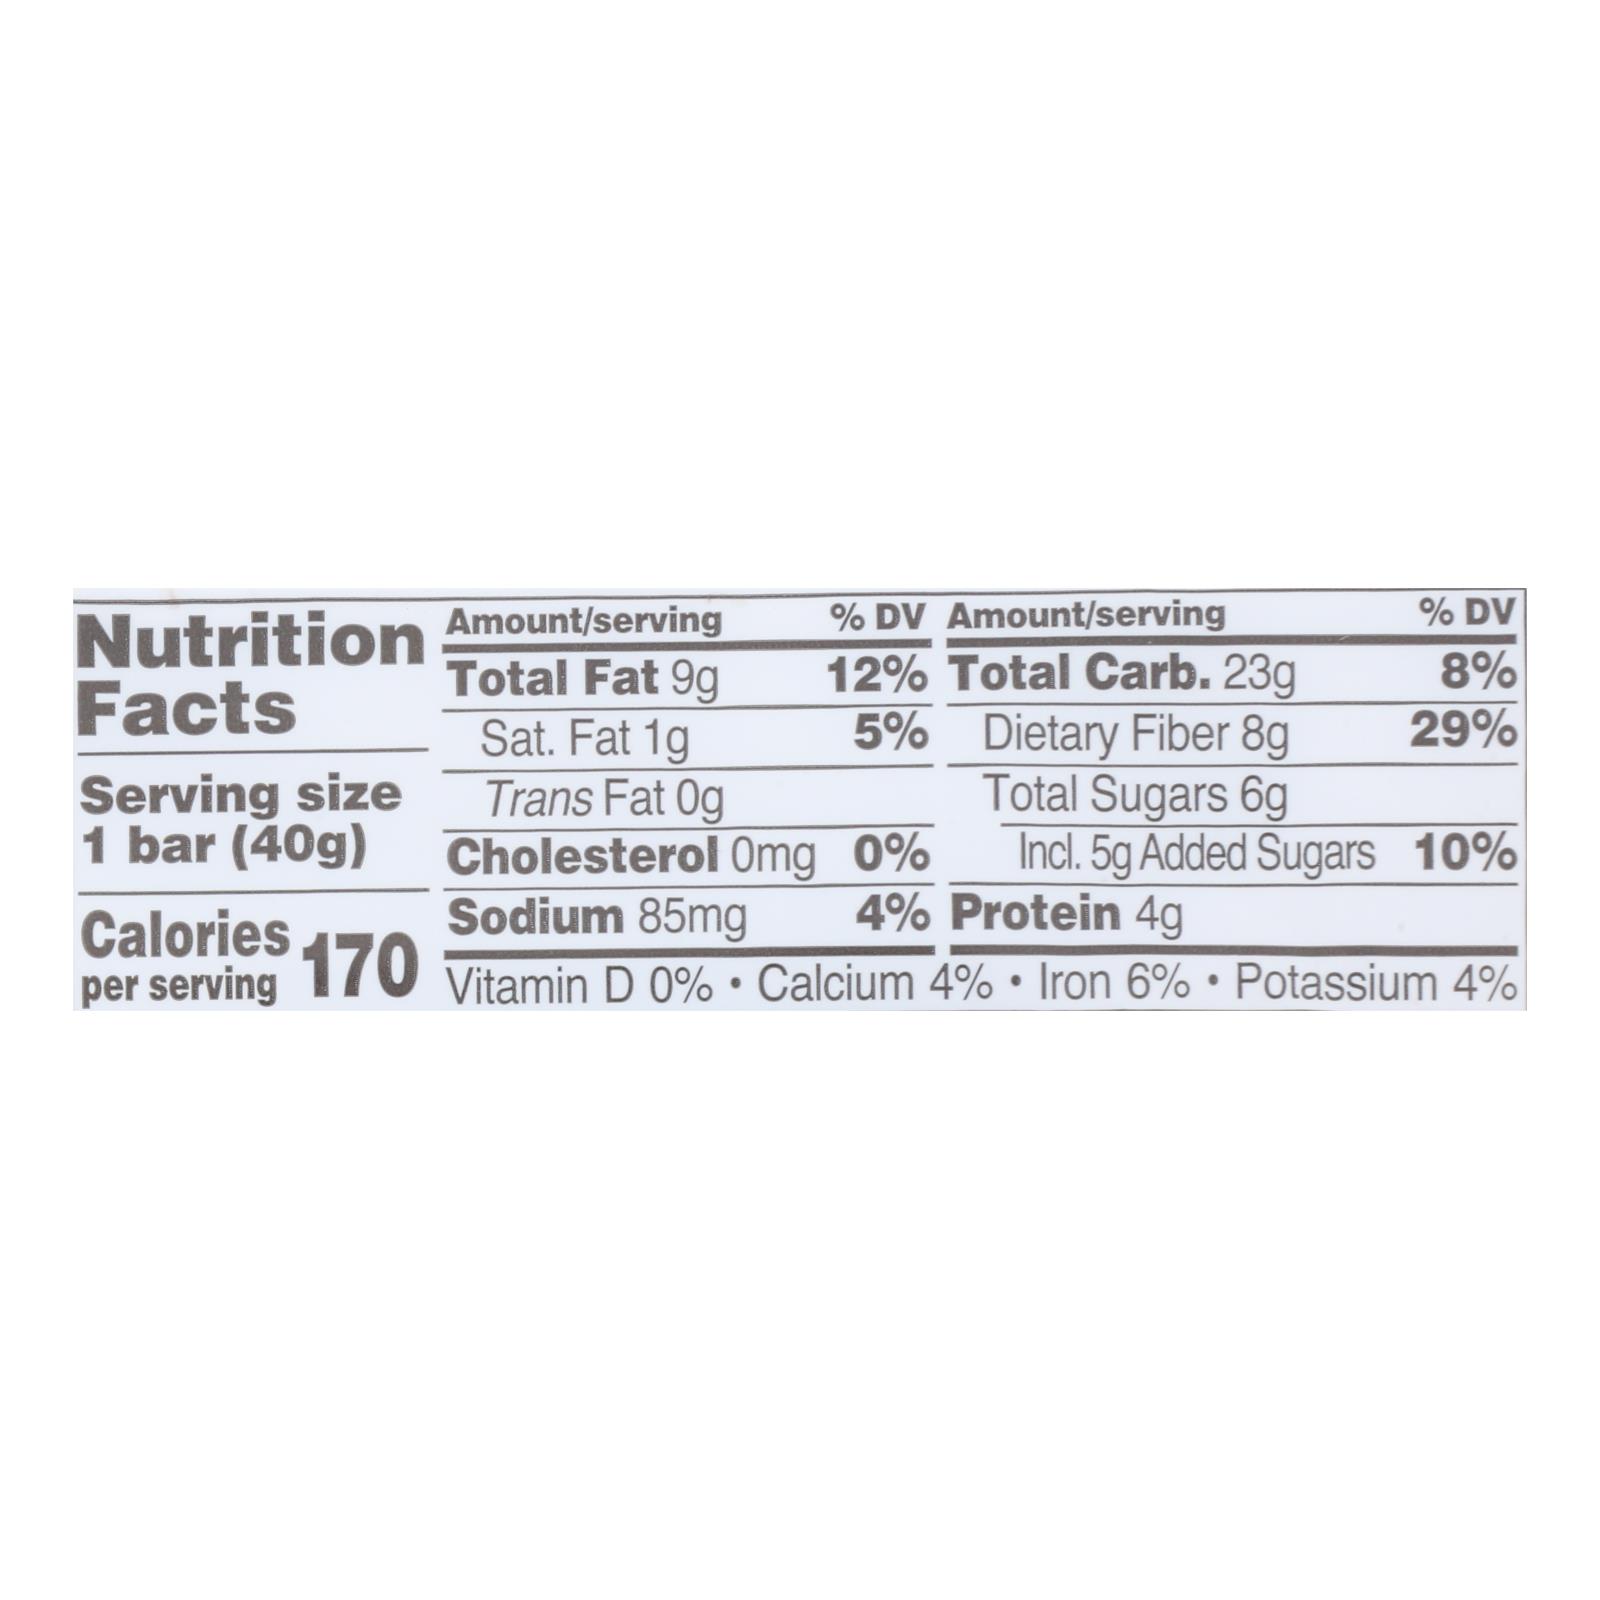 Nutrition
Facts
Serving size
1 bar (40g)
Calories
per serving 170
Amount/serving % DV
Total Fat 9g 12%
Sat. Fat 1g 5%
Trans Fat 0g
Cholesterol 0mg 0%
Sodium 85mg 4%
Amount/serving % DV
Total Carb. 23g 8%
Dietary Fiber 8g 29%
Total Sugars 6g
Incl. 5g Added Sugars 10%
Protein 4g
Vitamin D 0% • Calcium 4% • Iron 6% • Potassium 4%